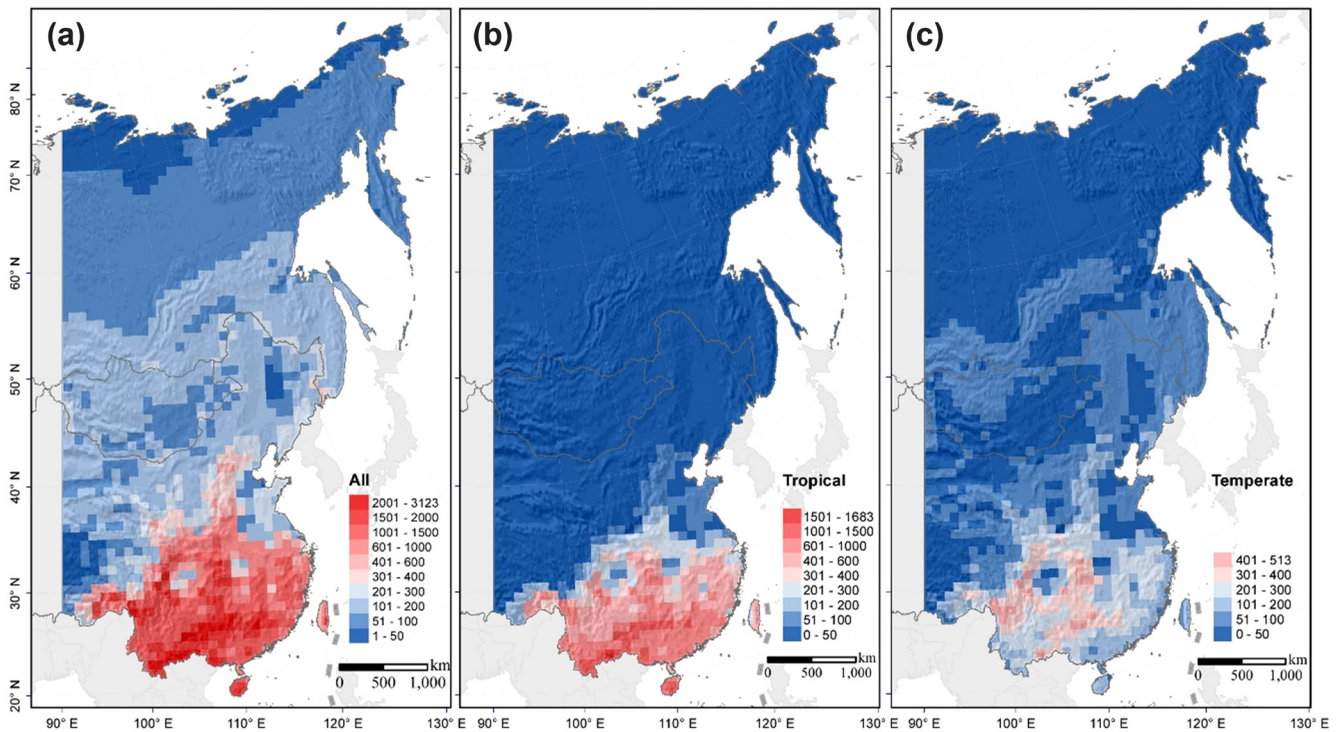 (a)
(b)
(c)
80° N
70° N
60° N
50° N
40° N
30° N
20° N
All
2001 - 3123
1501 - 2000
1001 - 1500
601 - 1000
401 - 600
301 - 400
201 - 300
101 - 200
51 - 100
1 - 50
km
0 500 1,000
Tropical
1501 - 1683
1001 - 1500
601 - 1000
401 - 600
301 - 400
201 - 300
101 - 200
51 - 100
0 - 50
km
0 500 1,000
Temperate
401 - 513
301 - 400
201 - 300
101 - 200
51 - 100
0 - 50
km
0 500 1,000
90° E 100° E 110° E 120° E 130° E
90° E 100° E 110° E 120° E 130° E
90° E 100° E 110° E 120° E 130° E